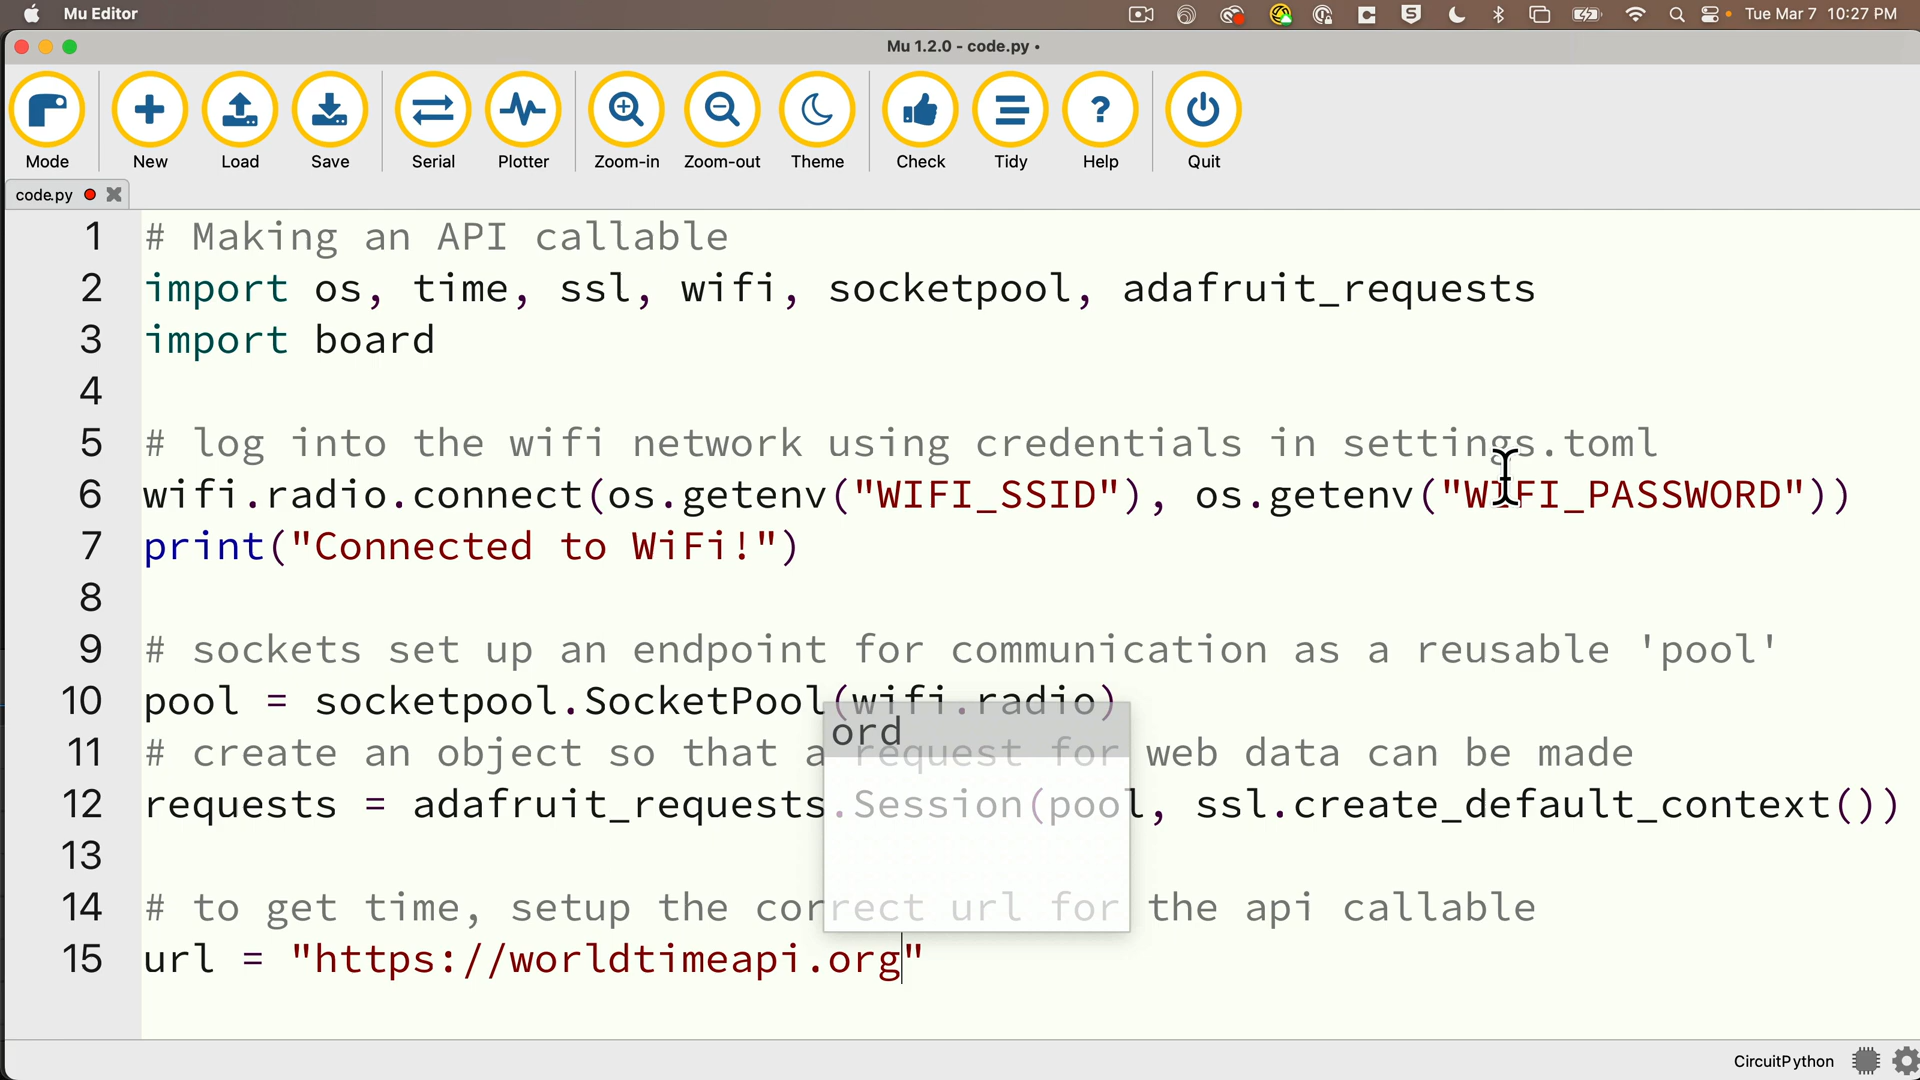 Mu Editor
Tue Mar 7 10:27 PM
Mu 1.2.0 - code.py •
Mode New Load Save Serial Plotter Zoom-in Zoom-out Theme Check Tidy Help Quit
code.py
1 # Making an API callable
2 import os, time, ssl, wifi, socketpool, adafruit_requests
3 import board
4
5 # log into the wifi network using credentials in settings.toml
6 wifi.radio.connect(os.getenv("WIFI_SSID"), os.getenv("WIFI_PASSWORD"))
7 print("Connected to WiFi!")
8
9 # sockets set up an endpoint for communication as a reusable 'pool'
10 pool = socketpool.SocketPool(wifi.radio)
ord
11 # create an object so that a request for web data can be made
12 requests = adafruit_requests.Session(pool, ssl.create_default_context())
13
14 # to get time, setup the correct url for the api callable
15 url = "https://worldtimeapi.org"
CircuitPython